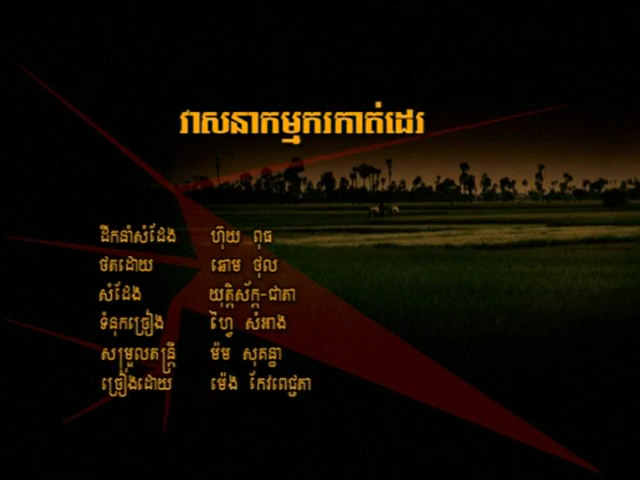 វាសនាកម្មករកាត់ដេរ
ដឹកនាំសំដែង ហ៊ុយ ពុធ
ថតដោយ ឆោម ថុល
សំដែង យុត្តិស័ក្ត-ជាតា
ទំនុកច្រៀង ហ្វៃ សំអាង
សម្រួលតន្ត្រី ម៉ម សុគន្ធា
ច្រៀងដោយ ម៉េង កែវពេជ្ជតា